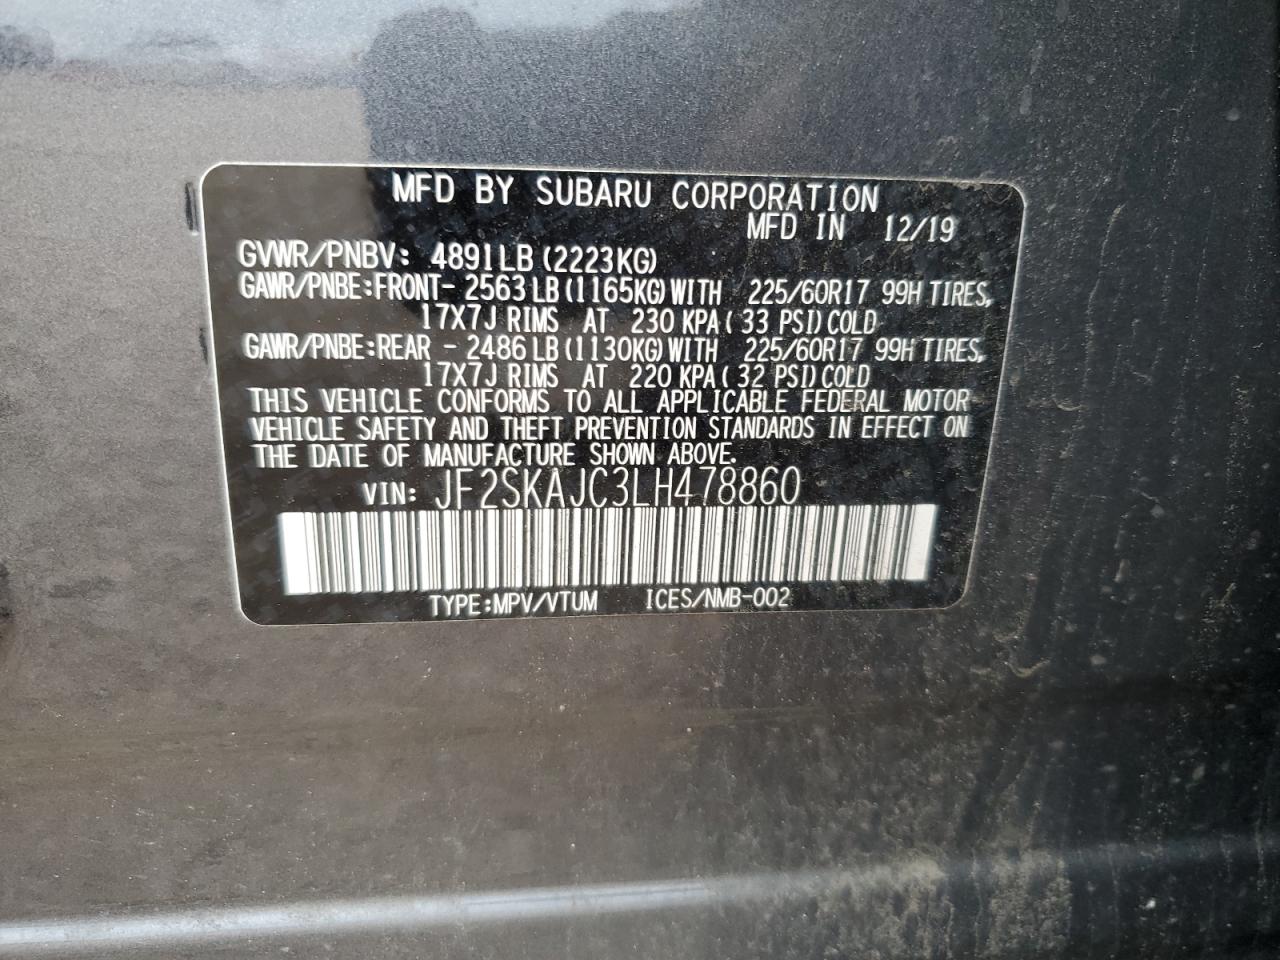 MFD BY SUBARU CORPORATION
MFD IN 12/19
GVWR/PNBV: 4891LB (2223KG)
GAWR/PNBE:FRONT- 2563LB(1165KG)WITH 225/60R17 99H TIRES,
17X7J RIMS AT 230 KPA( 33 PSI)COLD
GAWR/PNBE:REAR - 2486LB(1130KG)WITH 225/60R17 99H TIRES,
17X7J RIMS AT 220 KPA( 32 PSI)COLD
THIS VEHICLE CONFORMS TO ALL APPLICABLE FEDERAL MOTOR
VEHICLE SAFETY AND THEFT PREVENTION STANDARDS IN EFFECT ON
THE DATE OF MANUFACTURE SHOWN ABOVE.
VIN: JF2SKAJC3LH478860
TYPE:MPV/VTUM ICES/NMB-002